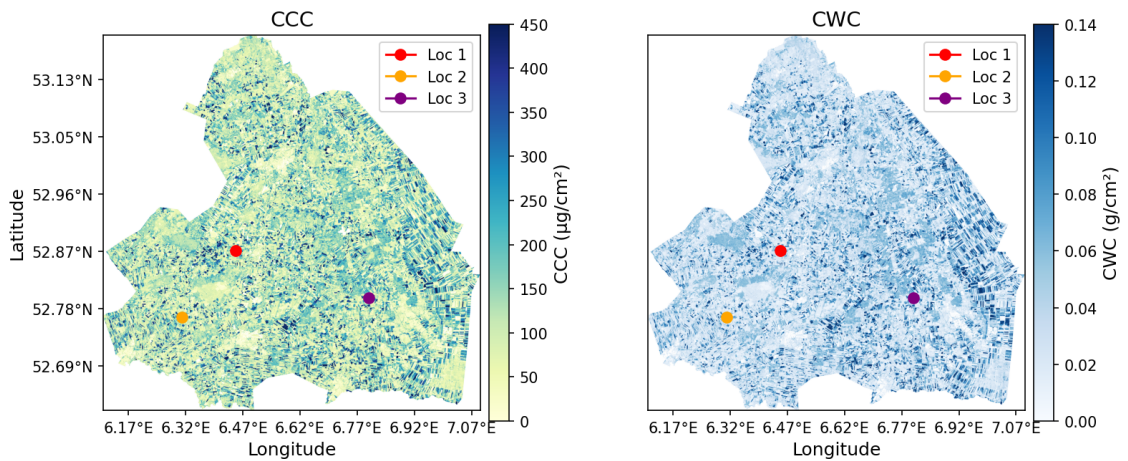 CCC
Loc 1
Loc 2
Loc 3
53.13°N
53.05°N
52.96°N
52.87°N
52.78°N
52.69°N
Latitude
6.17°E 6.32°E 6.47°E 6.62°E 6.77°E 6.92°E 7.07°E
Longitude
450
400
350
300
250
200
150
100
50
0
CCC (µg/cm²)
CWC
Loc 1
Loc 2
Loc 3
6.17°E 6.32°E 6.47°E 6.62°E 6.77°E 6.92°E 7.07°E
Longitude
0.14
0.12
0.10
0.08
0.06
0.04
0.02
0.00
CWC (g/cm²)